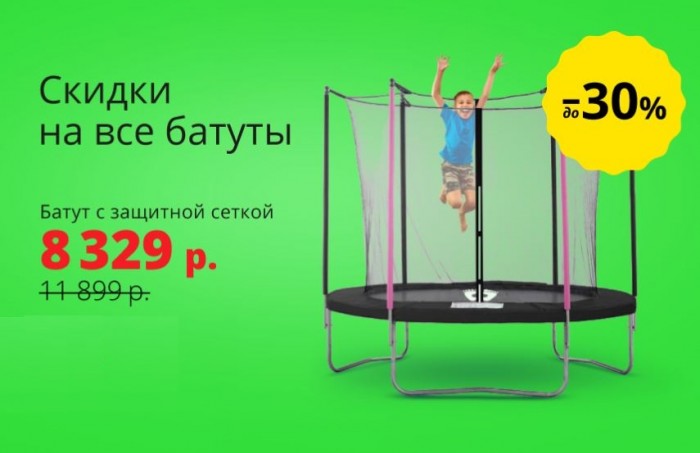 Скидки
на все батуты
до -30%
Батут с защитной сеткой
8 329 р.
11 899 р.